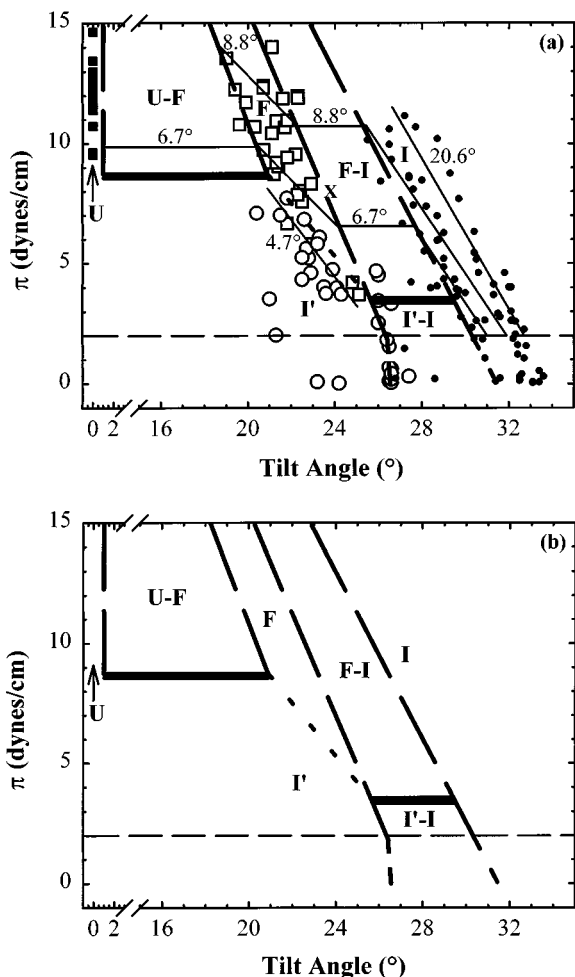 15
8.8°
(a)
U-F
F
8.8°
I
20.6°
10
6.7°
F-I
π (dynes/cm)
U
X
6.7°
4.7°
5
I'
I'-I
0
0 2 16 20 24 28 32
Tilt Angle (°)
15
(b)
U-F
F
10
F-I
I
π (dynes/cm)
U
5
I'
I'-I
0
0 2 16 20 24 28 32
Tilt Angle (°)